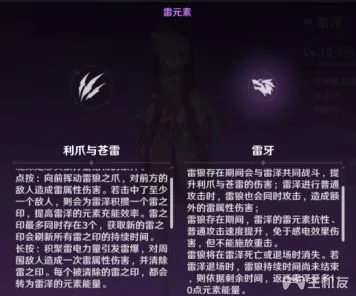 雷元素
利爪与苍雷
点按：向前挥动雷狼之爪，对前方的
敌人造成雷属性伤害。若击中了至少
一个敌人，则会为雷泽积攒一个雷之
印，提高雷泽的元素充能效率。雷之
印最多同时存在3个，获取新的雷之
印会刷新所有雷之印的持续时间。
长按：积聚雷电力量引发雷爆，对周
围敌人造成一次雷属性伤害，并清除
雷之印。每个被清除的雷之印，都会
转为雷泽的元素能量。
雷牙
雷狼存在期间会与雷泽共同战斗，提
升利爪与苍雷的伤害；雷泽进行普通
攻击时，雷狼也会同时攻击，造成额
外的雷属性伤害；
雷狼存在期间，雷泽的雷元素抗性、
普通攻击速度提升，免于感电效果伤
害，但不能施放重击。
雷狼将在雷泽死亡或退场时消失。若
雷泽退场时，雷狼持续时间尚未结束
，则依据剩余时间，返还雷泽至多1
0点元素能量。